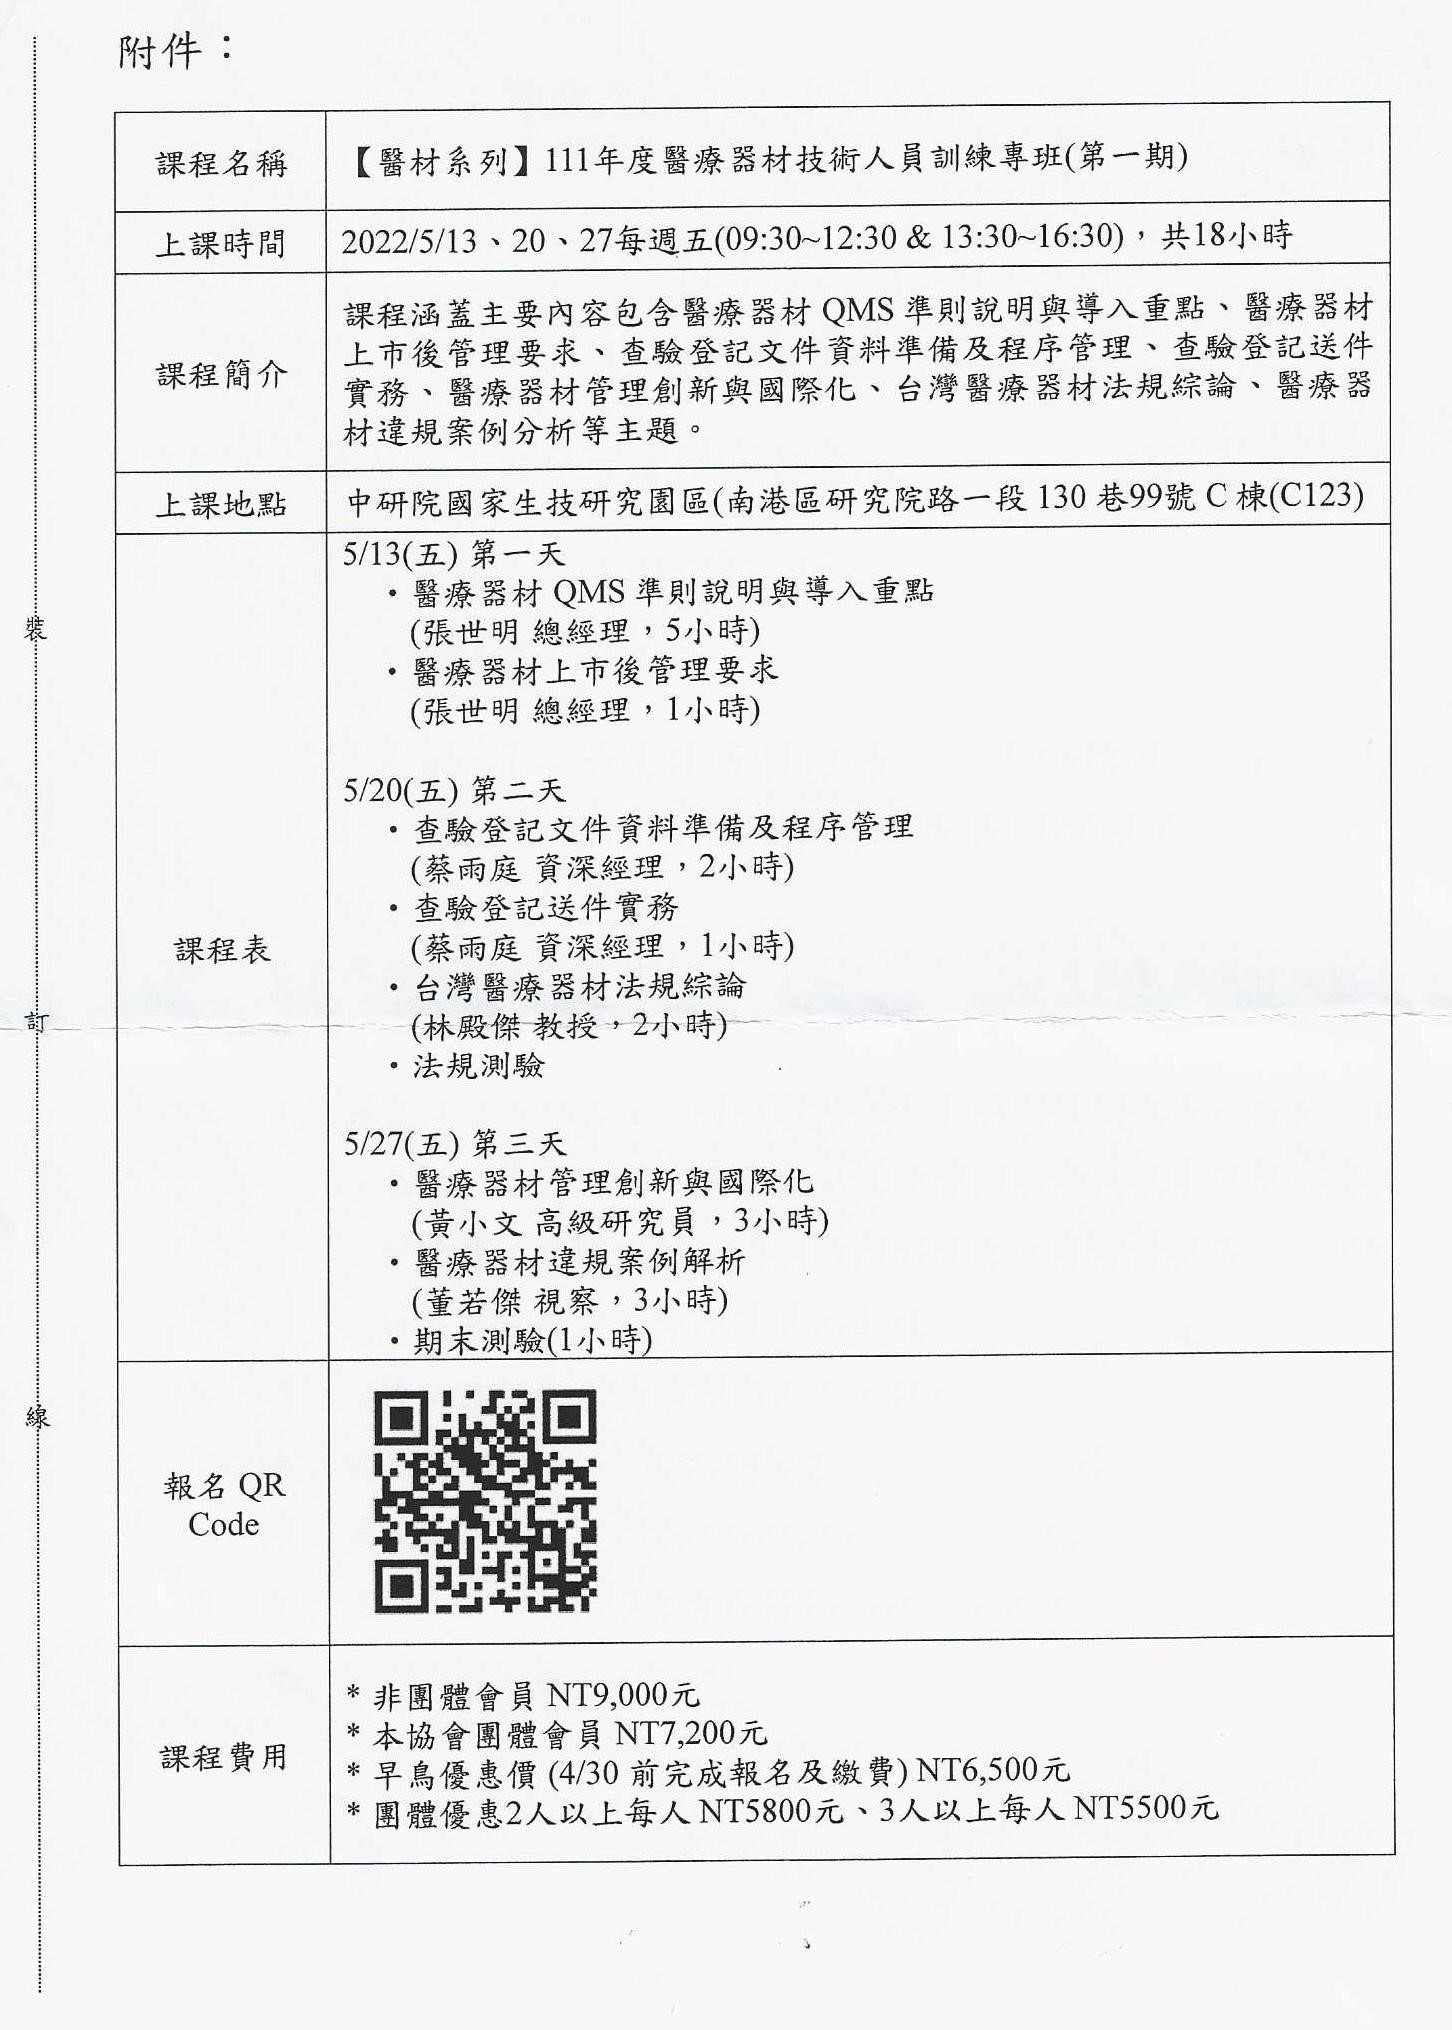 附件：
課程名稱
【醫材系列】111年度醫療器材技術人員訓練專班(第一期)
上課時間
2022/5/13、20、27每週五(09:30~12:30 & 13:30~16:30)，共18小時
課程簡介
課程涵蓋主要內容包含醫療器材 QMS 準則說明與導入重點、醫療器材
上市後管理要求、查驗登記文件資料準備及程序管理、查驗登記送件
實務、醫療器材管理創新與國際化、台灣醫療器材法規綜論、醫療器
材違規案例分析等主題。
上課地點
中研院國家生技研究園區(南港區研究院路一段 130 巷99號 C 棟(C123)
課程表
5/13(五) 第一天
・醫療器材 QMS 準則說明與導入重點
(張世明 總經理，5小時)
・醫療器材上市後管理要求
(張世明 總經理，1小時)
5/20(五) 第二天
・查驗登記文件資料準備及程序管理
(蔡雨庭 資深經理，2小時)
・查驗登記送件實務
(蔡雨庭 資深經理，1小時)
・台灣醫療器材法規綜論
(林殿傑 教授，2小時)
・法規測驗
5/27(五) 第三天
・醫療器材管理創新與國際化
(黃小文 高級研究員，3小時)
・醫療器材違規案例解析
(董若傑 視察，3小時)
・期末測驗(1小時)
報名 QR
Code
課程費用
* 非團體會員 NT9,000元
* 本協會團體會員 NT7,200元
* 早鳥優惠價 (4/30 前完成報名及繳費) NT6,500元
* 團體優惠2人以上每人 NT5800元、3人以上每人 NT5500元
裝
訂
線